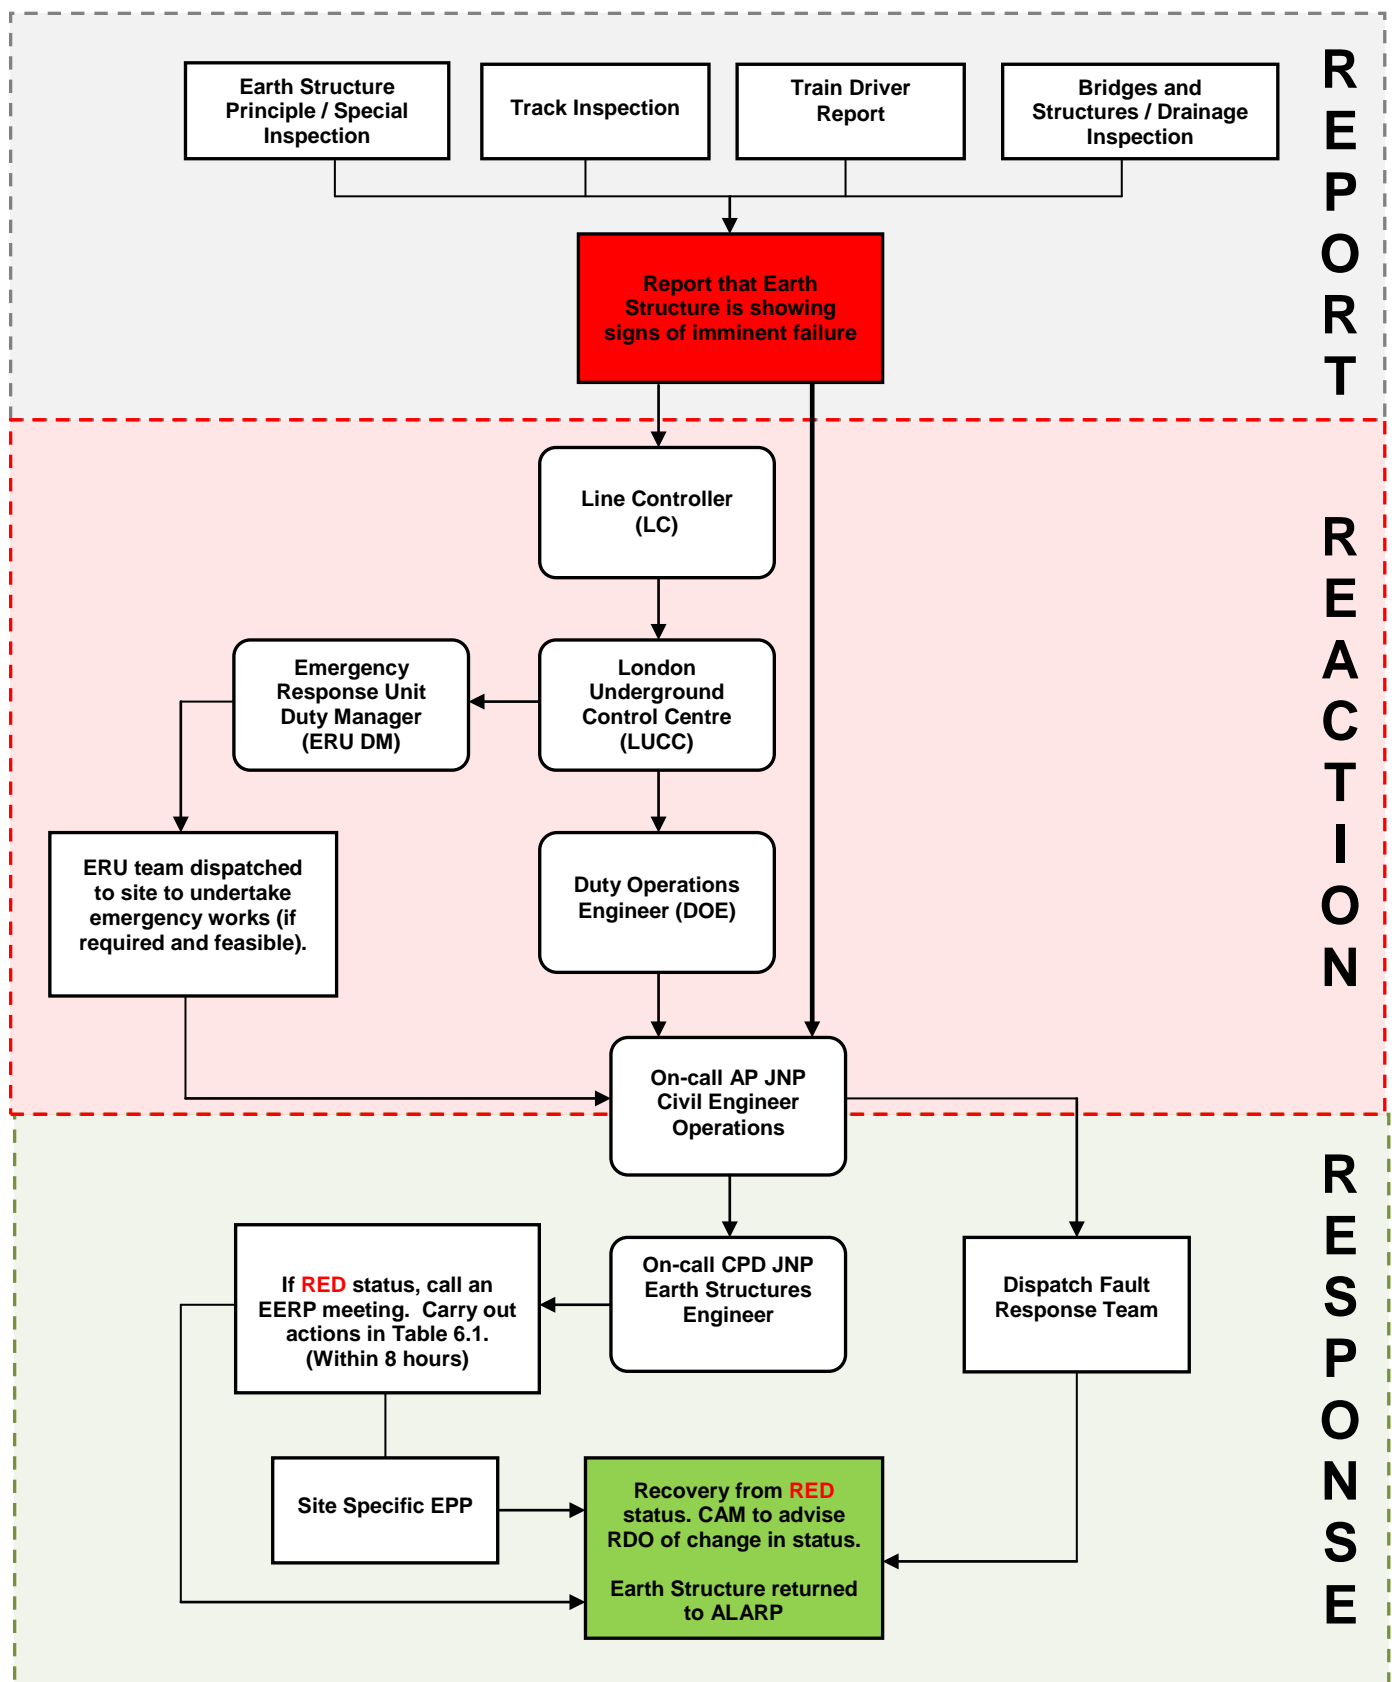 Earth Structure
Principle / Special
Inspection
Track Inspection
Train Driver
Report
Bridges and
Structures / Drainage
Inspection
R
E
P
O
R
T
Report that Earth
Structure is showing
signs of imminent failure
Line Controller
(LC)
R
E
A
C
T
I
O
N
Emergency
Response Unit
Duty Manager
(ERU DM)
London
Underground
Control Centre
(LUCC)
ERU team dispatched
to site to undertake
emergency works (if
required and feasible).
Duty Operations
Engineer (DOE)
On-call AP JNP
Civil Engineer
Operations
R
E
S
P
O
N
S
E
If RED status, call an
EERP meeting.  Carry out
actions in Table 6.1.
(Within 8 hours)
On-call CPD JNP
Earth Structures
Engineer
Dispatch Fault
Response Team
Site Specific EPP
Recovery from RED
status. CAM to advise
RDO of change in status.
Earth Structure returned
to ALARP